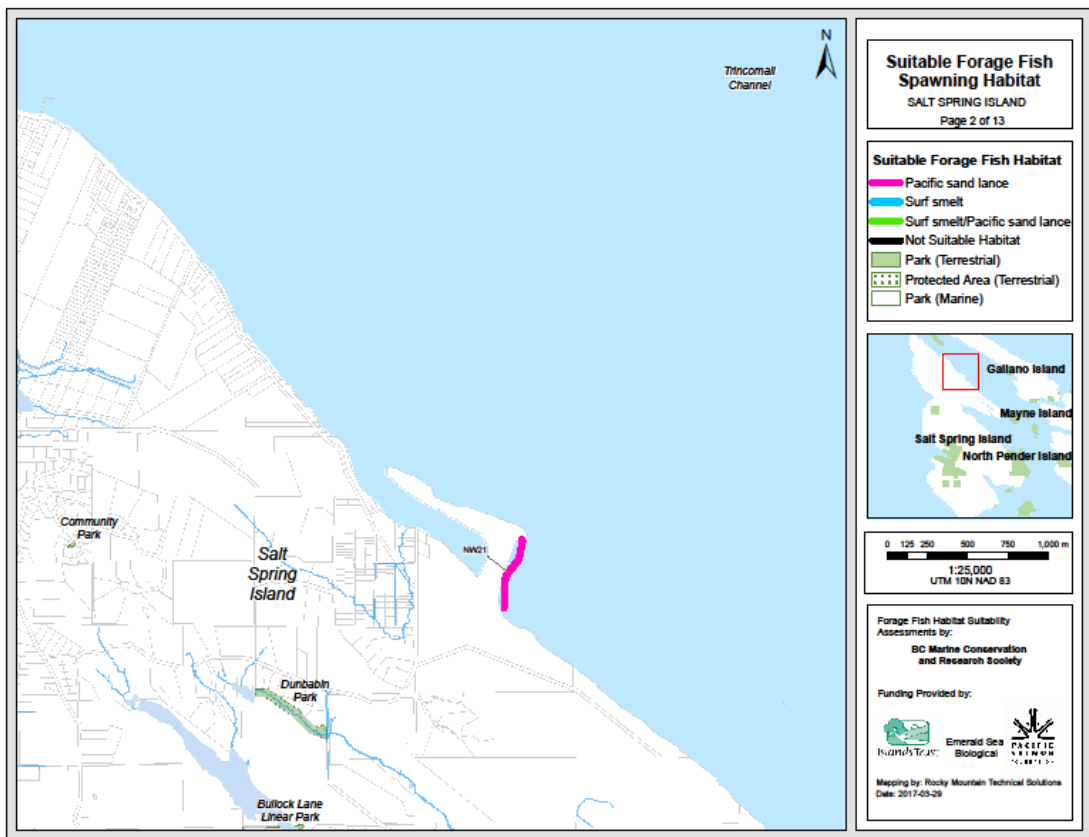 N
Trincomali
Channel
Community
Park
Salt
Spring
Island
NW21
Dunbabin
Park
Bullock Lane
Linear Park
Suitable Forage Fish
Spawning Habitat
SALT SPRING ISLAND
Page 2 of 13
Suitable Forage Fish Habitat
Pacific sand lance
Surf smelt
Surf smelt/Pacific sand lance
Not Suitable Habitat
Park (Terrestrial)
Protected Area (Terrestrial)
Park (Marine)
Galiano Island
Mayne Island
Salt Spring Island
North Pender Island
0 125 250 500 750 1,000 m
1:25,000
UTM 10N NAD 83
Forage Fish Habitat Suitability
Assessments by:
BC Marine Conservation
and Research Society
Funding Provided by:
Islands Trust
Emerald Sea
Biological
PACIFIC
SALMON
Mapping by: Rocky Mountain Technical Solutions
Date: 2017-03-29